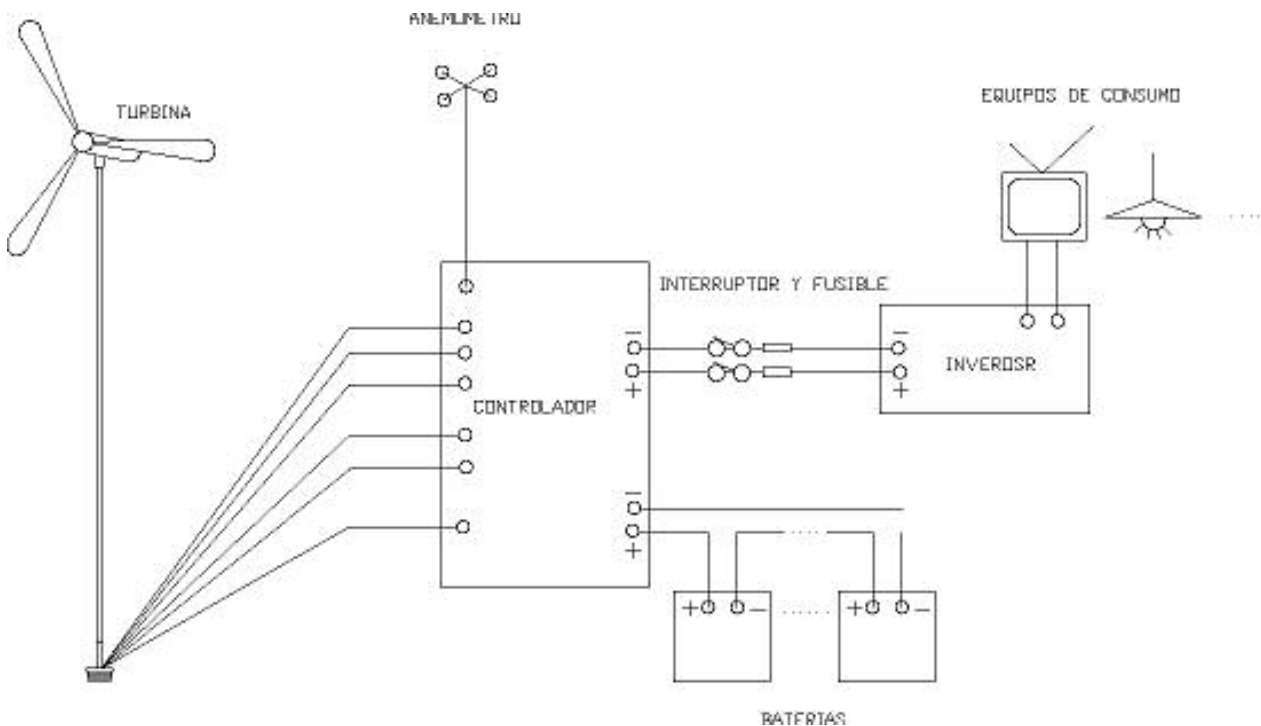 ANEMOMETRO
TURBINA
EQUIPOS DE CONSUMO
INTERRUPTOR Y FUSIBLE
INVEROSR
CONTROLADOR
BATERIAS